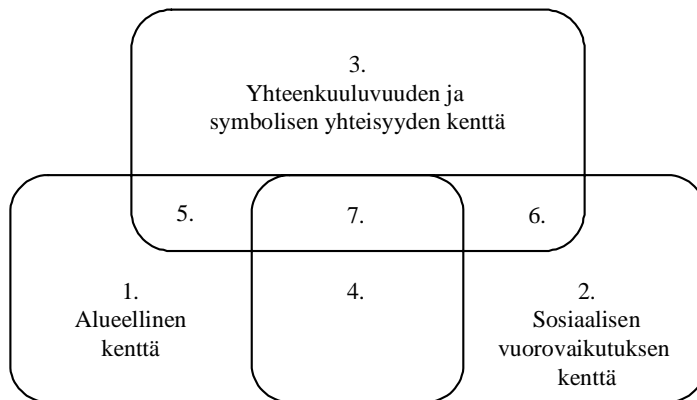 3.
Yhteenkuuluvuuden ja
symbolisen yhteisyyden kenttä
5.
7.
6.
1.
Alueellinen
kenttä
4.
2.
Sosiaalisen
vuorovaikutuksen
kenttä